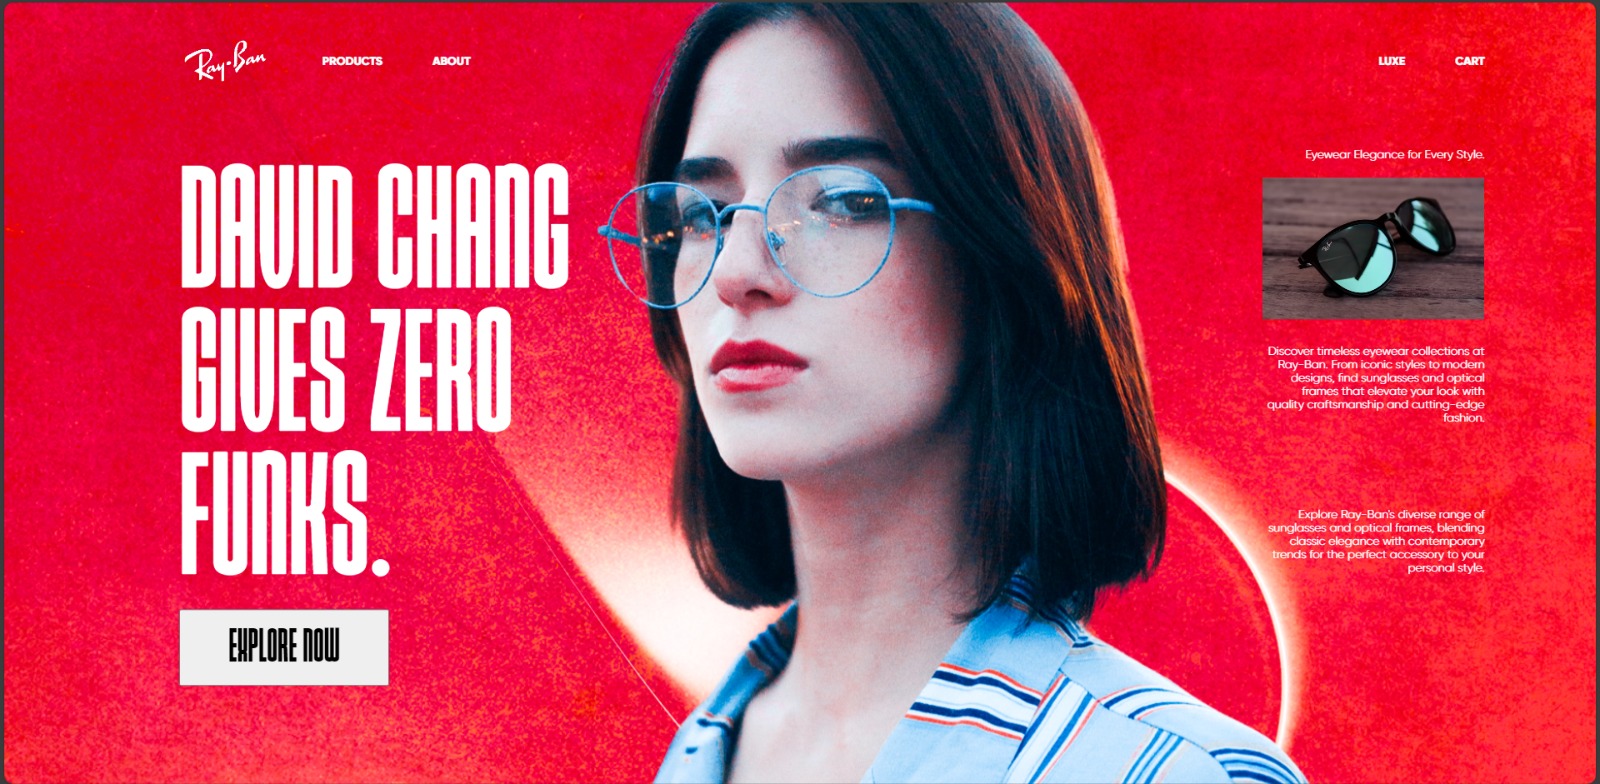 Ray-Ban
PRODUCTS
ABOUT
LUXE
CART
DAVID CHANG
GIVES ZERO
FUNKS.
EXPLORE NOW
Eyewear Elegance for Every Style.
Discover timeless eyewear collections at
Ray-Ban. From iconic styles to modern
designs, find sunglasses and optical
frames that elevate your look with
quality craftsmanship and cutting-edge
fashion.
Explore Ray-Ban's diverse range of
sunglasses and optical frames, blending
classic elegance with contemporary
trends for the perfect accessory to your
personal style.